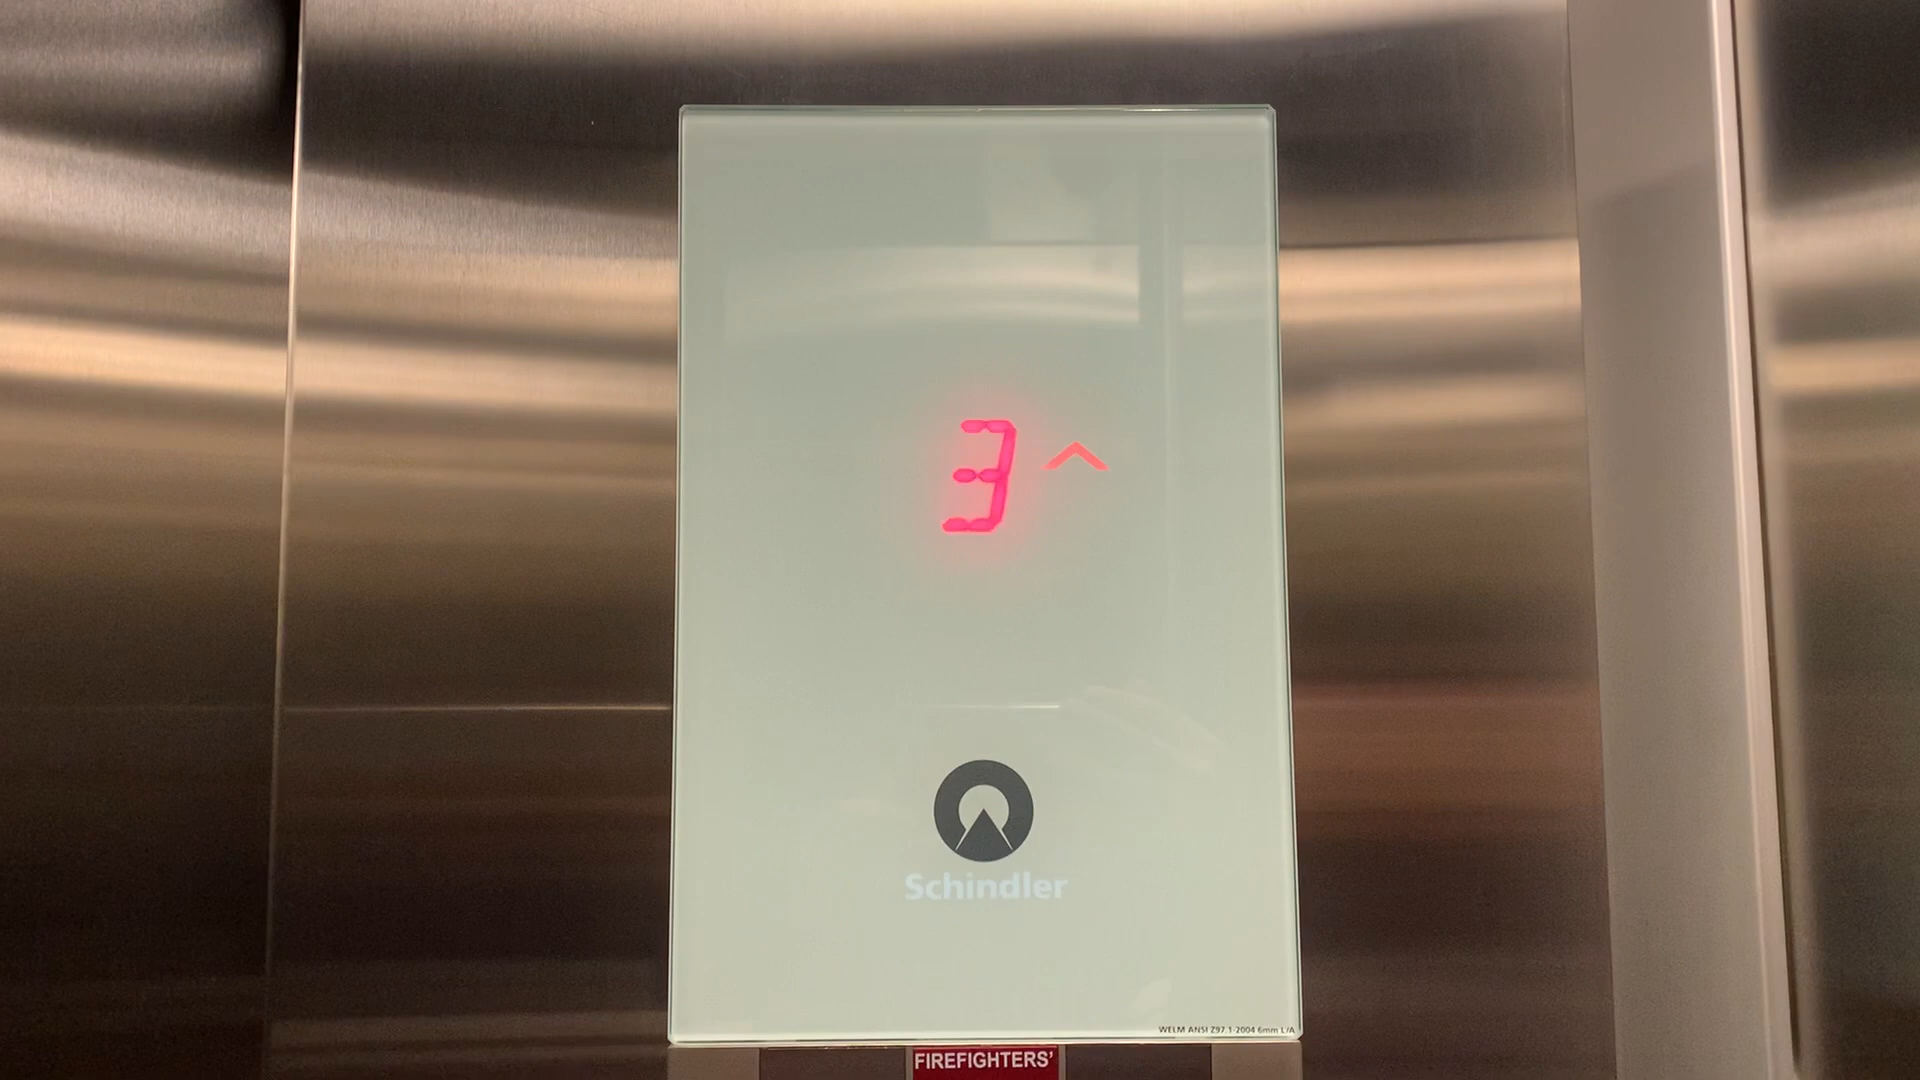 3
Schindler
WELM ANSI Z97.1-2004 6mm L/A
FIREFIGHTERS'